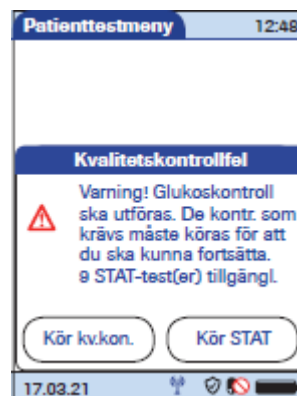 Patienttestmeny 12:48
Kvalitetskontrollfel
Varning! Glukoskontroll
ska utföras. De kontr. som
krävs måste köras för att
du ska kunna fortsätta.
9 STAT-test(er) tillgängl.
Kör kv.kon. Kör STAT
17.03.21